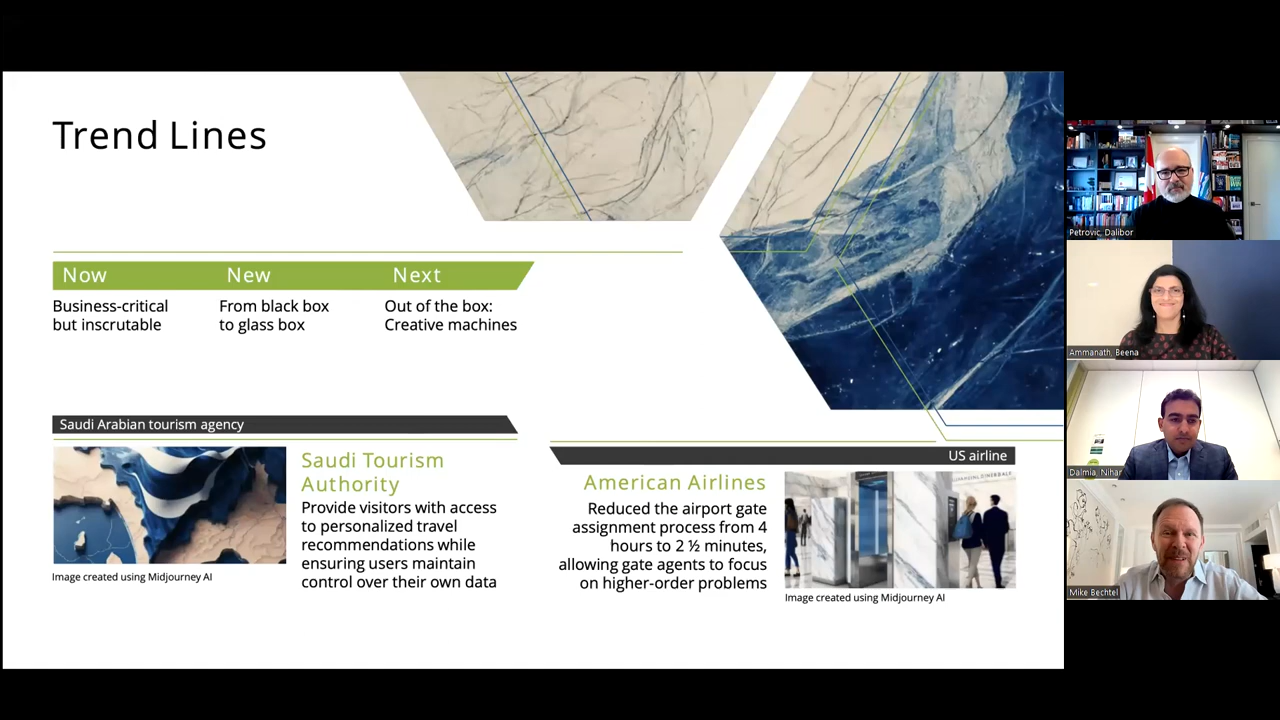 Trend Lines
Now
New
Next
Business-critical
but inscrutable
From black box
to glass box
Out of the box:
Creative machines
Saudi Arabian tourism agency
Saudi Tourism
Authority
Provide visitors with access
to personalized travel
recommendations while
ensuring users maintain
control over their own data
Image created using Midjourney AI
US airline
American Airlines
Reduced the airport gate
assignment process from 4
hours to 2 ½ minutes,
allowing gate agents to focus
on higher-order problems
Image created using Midjourney AI
Petrovic, Dalibor
Ammanath, Beena
Dalmia, Nihar
Mike Bechtel